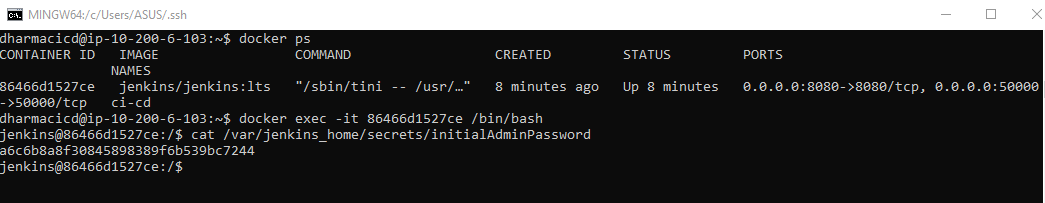 MINGW64:/c/Users/ASUS/.ssh
dharmacicd@ip-10-200-6-103:~$ docker ps
CONTAINER ID   IMAGE                 COMMAND                  CREATED         STATUS         PORTS
               NAMES
86466d1527ce   jenkins/jenkins:lts   "/sbin/tini -- /usr/…"   8 minutes ago   Up 8 minutes   0.0.0.0:8080->8080/tcp, 0.0.0.0:50000
->50000/tcp   ci-cd
dharmacicd@ip-10-200-6-103:~$ docker exec -it 86466d1527ce /bin/bash
jenkins@86466d1527ce:/$ cat /var/jenkins_home/secrets/initialAdminPassword
a6c6b8a8f30845898389f6b539bc7244
jenkins@86466d1527ce:/$